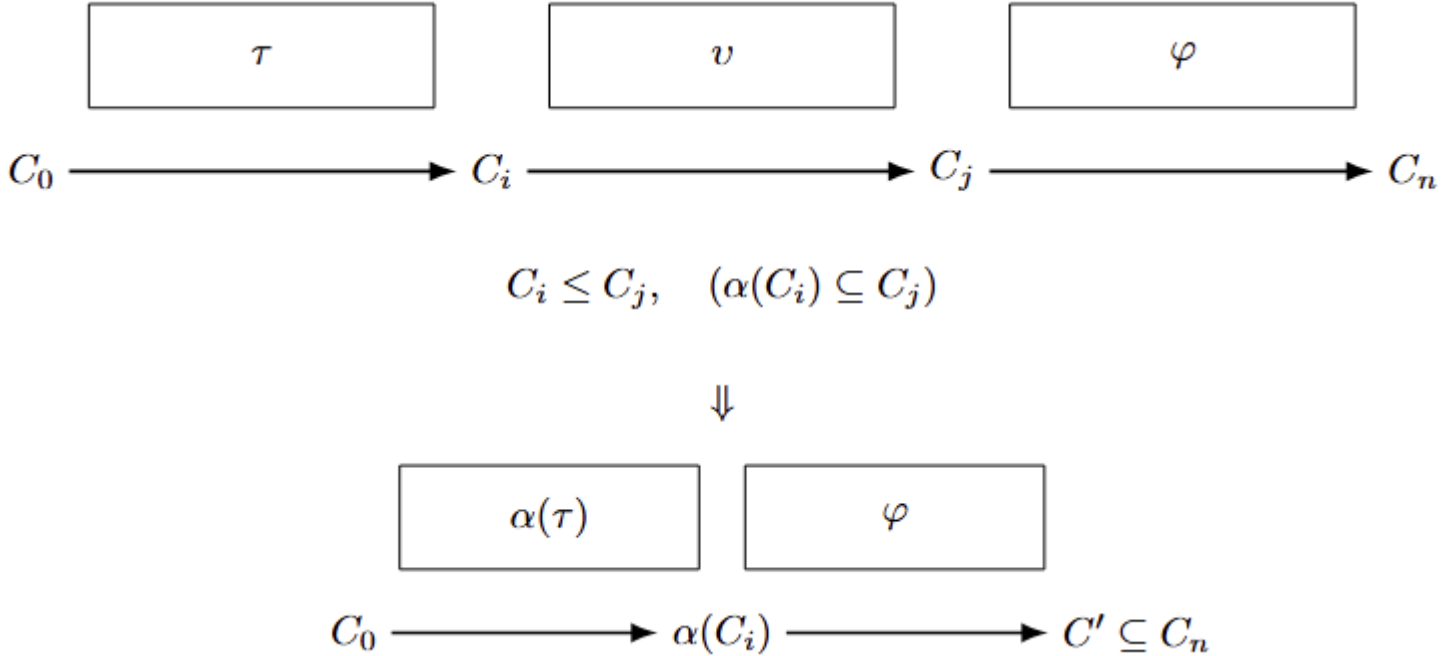 τ υ φ
C₀ Cᵢ Cⱼ Cₙ
Cᵢ ≤ Cⱼ, (α(Cᵢ) ⊆ Cⱼ)
⇓
α(τ) φ
C₀ α(Cᵢ) C′ ⊆ Cₙ